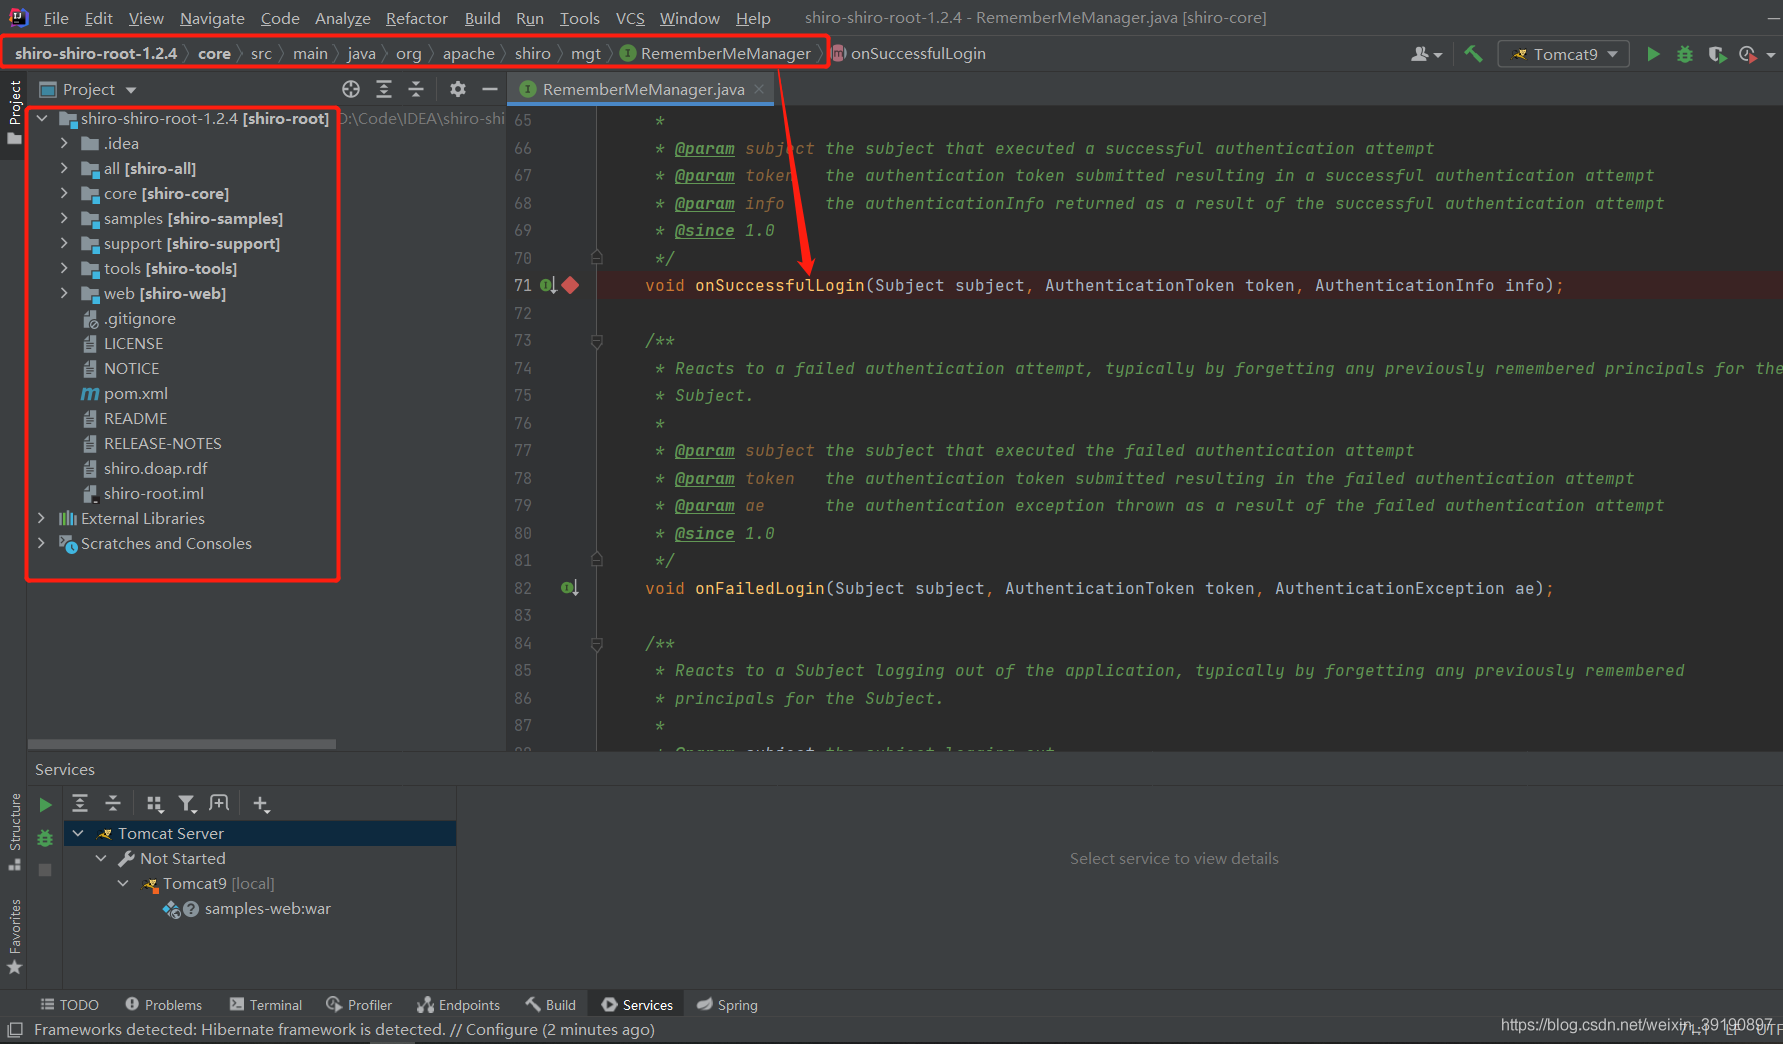 File Edit View Navigate Code Analyze Refactor Build Run Tools VCS Window Help shiro-shiro-root-1.2.4 - RememberMeManager.java [shiro-core]
shiro-shiro-root-1.2.4 core src main java org apache shiro mgt RememberMeManager onSuccessfulLogin Tomcat9
Project
Project
RememberMeManager.java
shiro-shiro-root-1.2.4 [shiro-root] D:\Code\IDEA\shiro-shi
.idea
all [shiro-all]
core [shiro-core]
samples [shiro-samples]
support [shiro-support]
tools [shiro-tools]
web [shiro-web]
.gitignore
LICENSE
NOTICE
pom.xml
README
RELEASE-NOTES
shiro.doap.rdf
shiro-root.iml
External Libraries
Scratches and Consoles
65 *
66 * @param subject the subject that executed a successful authentication attempt
67 * @param token the authentication token submitted resulting in a successful authentication attempt
68 * @param info the authenticationInfo returned as a result of the successful authentication attempt
69 * @since 1.0
70 */
71 void onSuccessfulLogin(Subject subject, AuthenticationToken token, AuthenticationInfo info);
72
73 /**
74 * Reacts to a failed authentication attempt, typically by forgetting any previously remembered principals for the
75 * Subject.
76 *
77 * @param subject the subject that executed the failed authentication attempt
78 * @param token the authentication token submitted resulting in the failed authentication attempt
79 * @param ae the authentication exception thrown as a result of the failed authentication attempt
80 * @since 1.0
81 */
82 void onFailedLogin(Subject subject, AuthenticationToken token, AuthenticationException ae);
83
84 /**
85 * Reacts to a Subject logging out of the application, typically by forgetting any previously remembered
86 * principals for the Subject.
87 *
88 * @param subject the subject logging out
Services
Structure
Favorites
Tomcat Server
Not Started
Tomcat9 [local]
samples-web:war
Select service to view details
TODO Problems Terminal Profiler Endpoints Build Services Spring
Frameworks detected: Hibernate framework is detected. // Configure (2 minutes ago)
71:1 LF UTF
https://blog.csdn.net/weixin_39190897